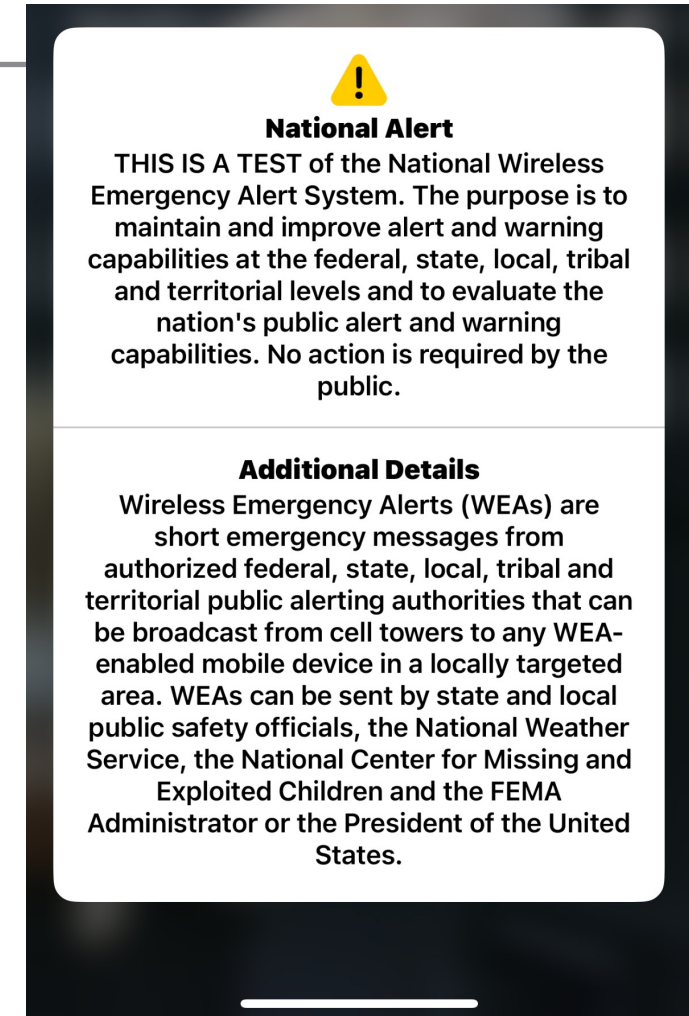 National Alert
THIS IS A TEST of the National Wireless
Emergency Alert System. The purpose is to
maintain and improve alert and warning
capabilities at the federal, state, local, tribal
and territorial levels and to evaluate the
nation's public alert and warning
capabilities. No action is required by the
public.
Additional Details
Wireless Emergency Alerts (WEAs) are
short emergency messages from
authorized federal, state, local, tribal and
territorial public alerting authorities that can
be broadcast from cell towers to any WEA-
enabled mobile device in a locally targeted
area. WEAs can be sent by state and local
public safety officials, the National Weather
Service, the National Center for Missing and
Exploited Children and the FEMA
Administrator or the President of the United
States.